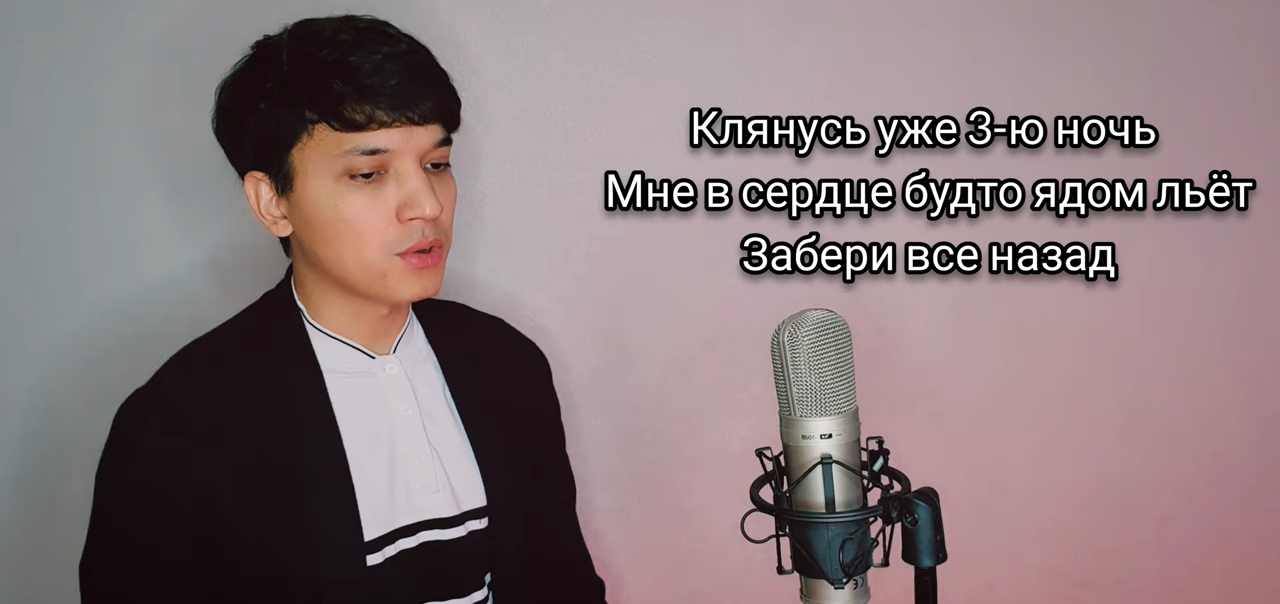 Клянусь уже 3-ю ночь
Мне в сердце будто ядом льёт
Забери все назад